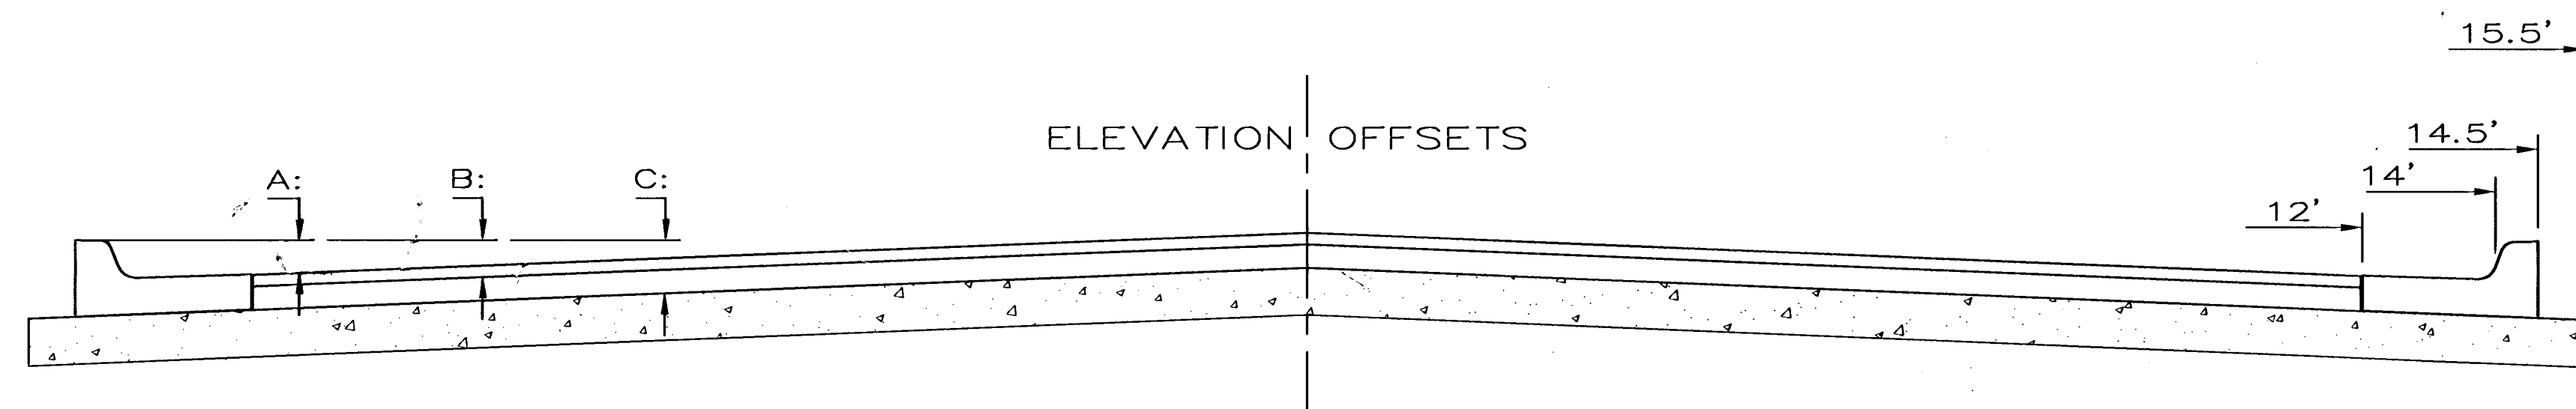 15.5'
ELEVATION OFFSETS
14.5'
A: B: C:
14'
12'